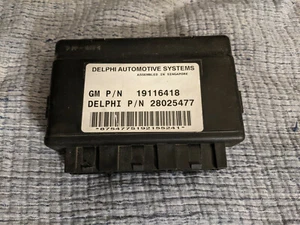 DELPHI AUTOMOTIVE SYSTEMS
ASSEMBLED IN SINGAPORE
GM P/N 19116418
DELPHI P/N 28025477